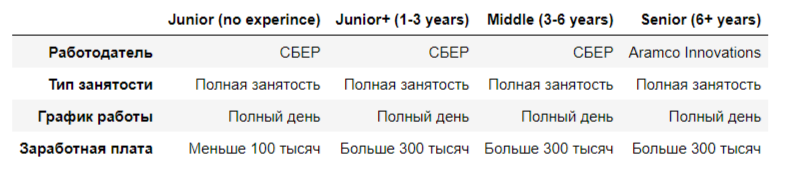 Junior (no experince) Junior+ (1-3 years) Middle (3-6 years) Senior (6+ years)
Работодатель СБЕР СБЕР СБЕР Aramco Innovations
Тип занятости Полная занятость Полная занятость Полная занятость Полная занятость
График работы Полный день Полный день Полный день Полный день
Заработная плата Меньше 100 тысяч Больше 300 тысяч Больше 300 тысяч Больше 300 тысяч